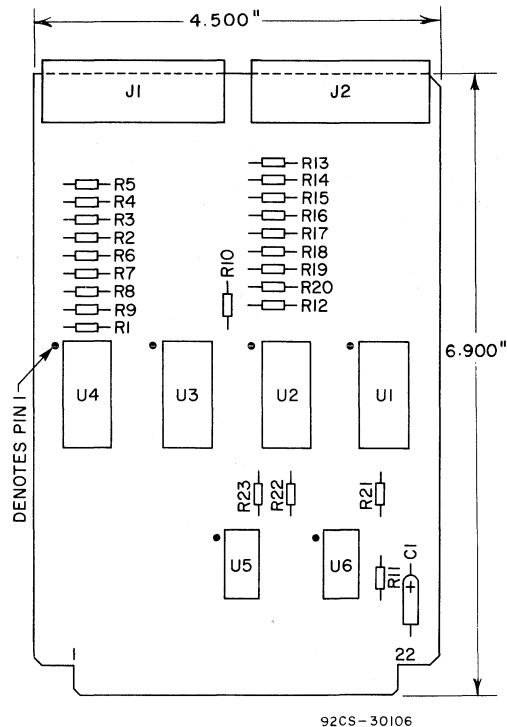 4.500"
J1
J2
R5
R4
R3
R2
R6
R7
R8
R9
R1
R10
R13
R14
R15
R16
R17
R18
R19
R20
R12
6.900"
U4
U3
U2
U1
DENOTES PIN 1
R23
R22
R21
U5
U6
R11
C1
+
1
22
92CS-30106